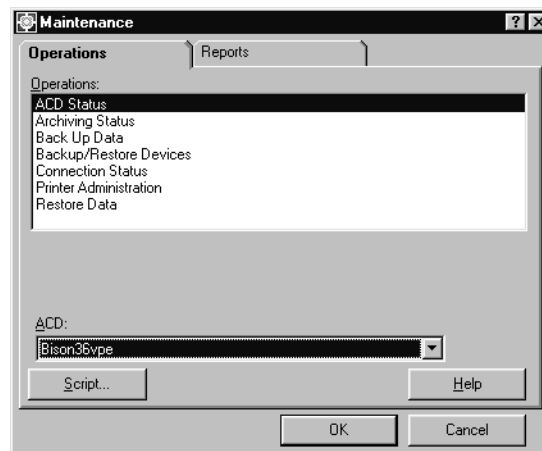 Maintenance
Operations
Reports
Operations:
ACD Status
Archiving Status
Back Up Data
Backup/Restore Devices
Connection Status
Printer Administration
Restore Data
ACD:
Bison36vpe
Script...
Help
OK
Cancel